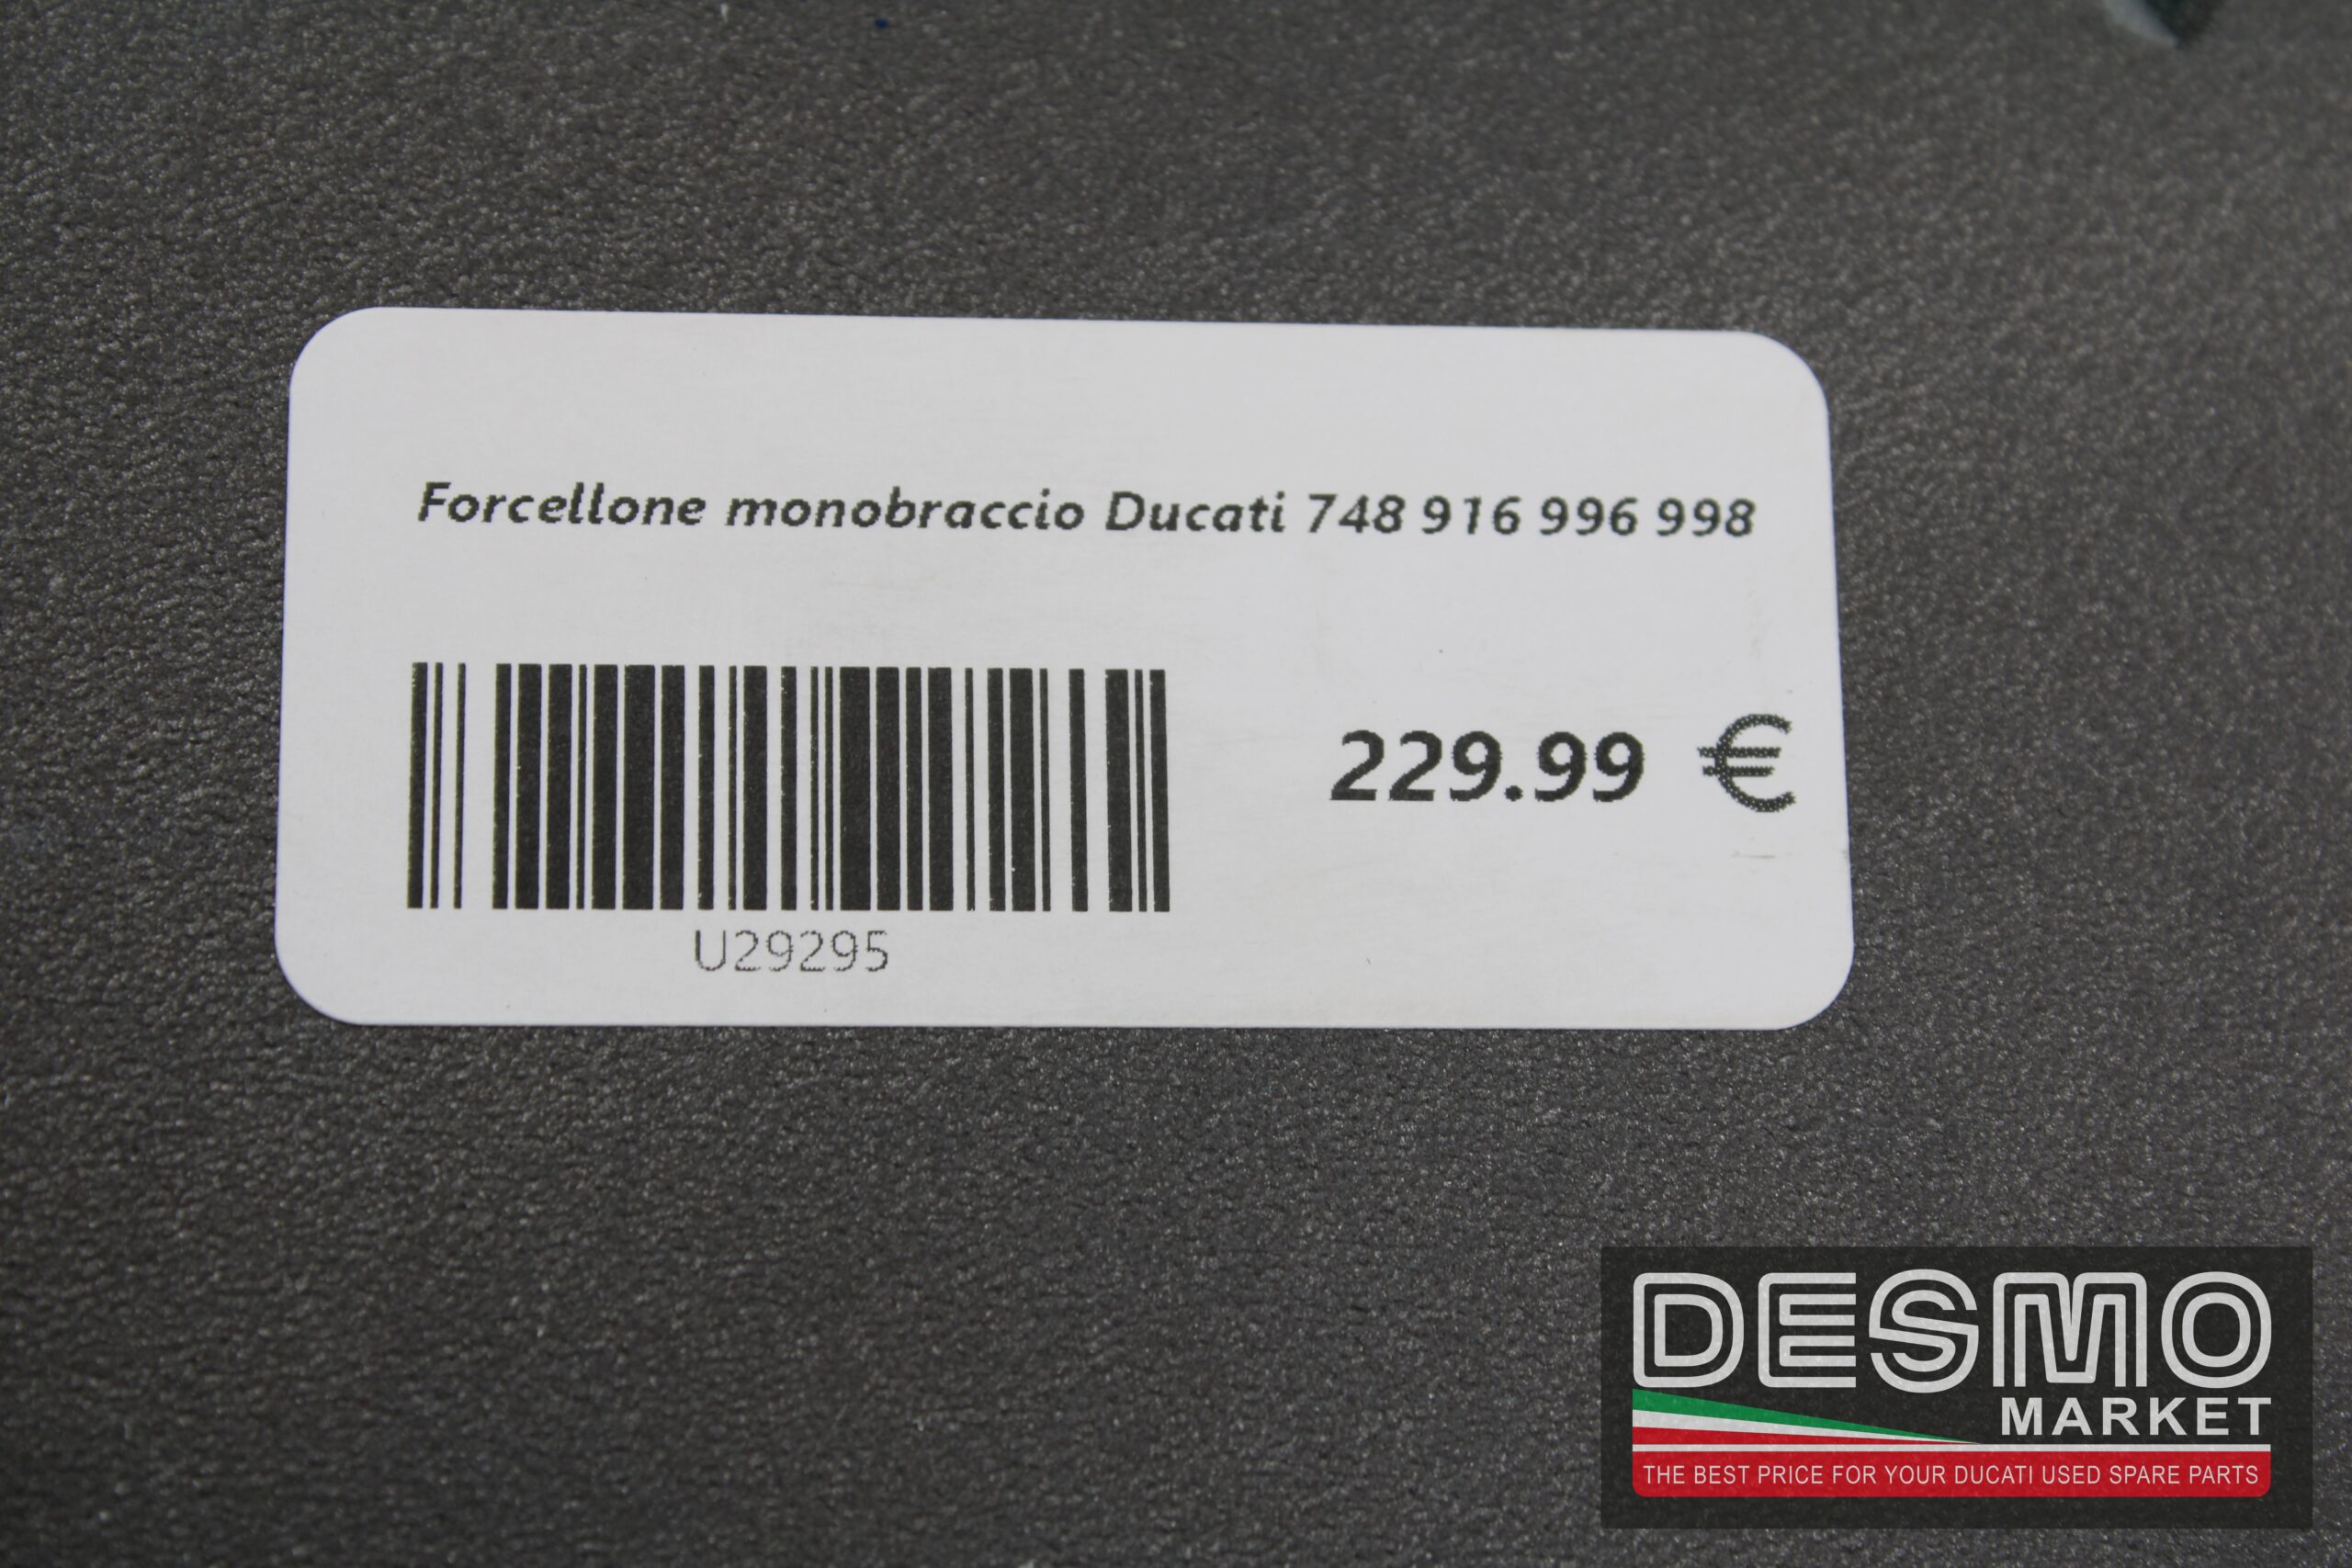 Forcellone monobraccio Ducati 748 916 996 998
229.99 €
U29295
DESMO
MARKET
THE BEST PRICE FOR YOUR DUCATI USED SPARE PARTS